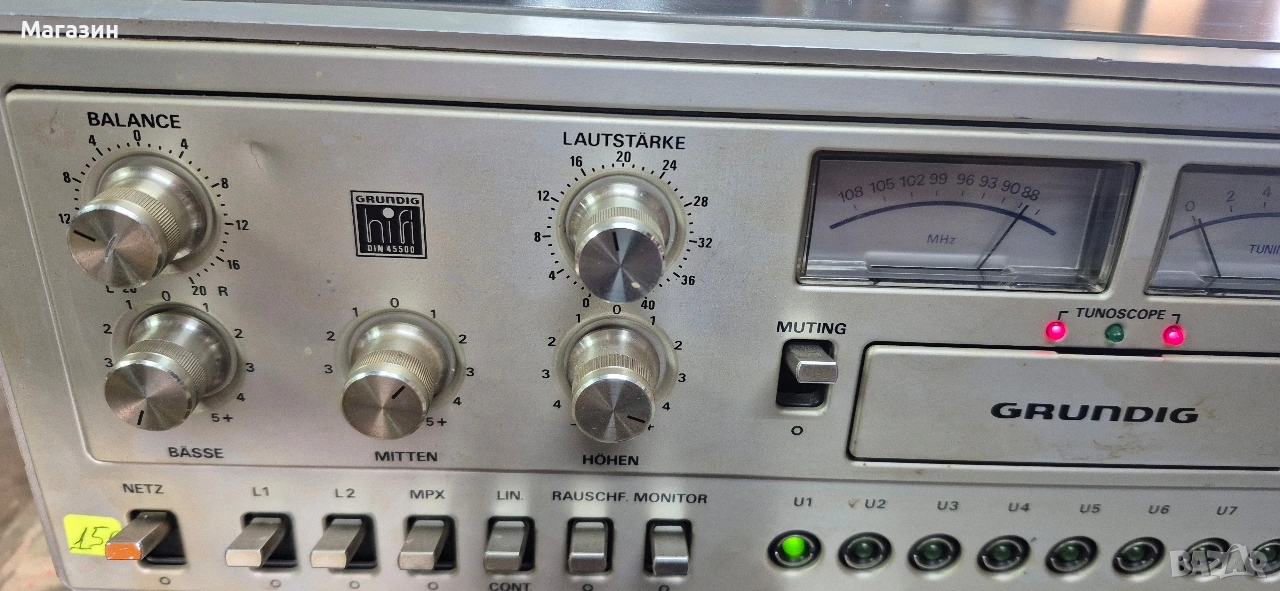 Магазин
BALANCE
4 0 4
8 8
12 12
16
L 20 20 R
GRUNDIG
hifi
DIN 45500
LAUTSTÄRKE
16 20 24
12 28
8 32
4 36
0 40
108 105 102 99 96 93 90 88
MHz
0 2 4
TUNIN
TUNOSCOPE
MUTING
O
GRUNDIG
1 0 1
2 2
3 3
4
5+
BÄSSE
1 0 1
2 2
3 3
4
5+
MITTEN
1 0 1
2 2
3 3
4 4
+
HÖHEN
NETZ L1 L2 MPX LIN. RAUSCHF. MONITOR
15
O O O O CONT O O
U1 U2 U3 U4 U5 U6 U7
BAZAR